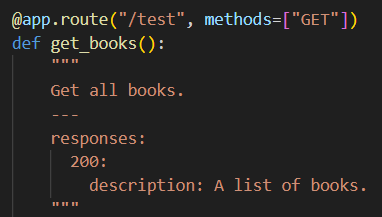 @app.route("/test", methods=["GET"])
def get_books():
    """
    Get all books.
    ---
    responses:
      200:
        description: A list of books.
    """